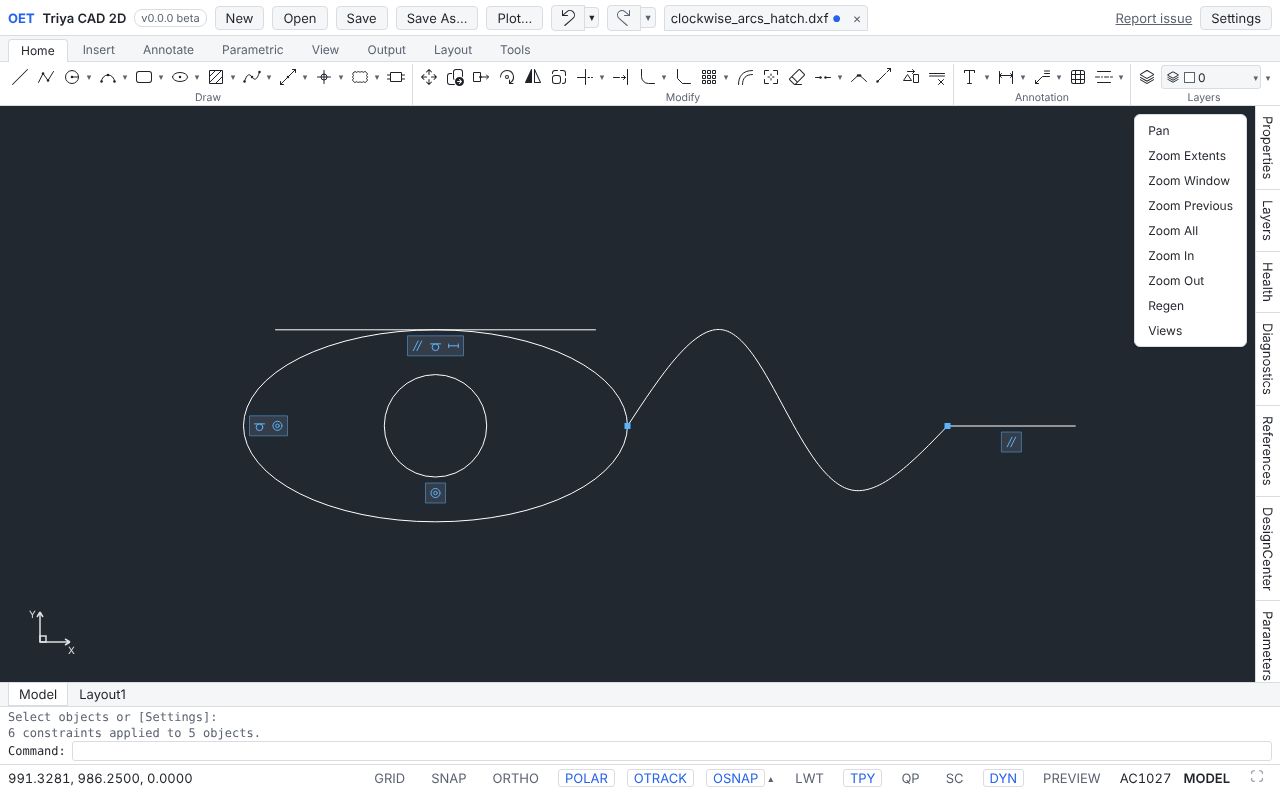 OET Triya CAD 2D v0.0.0 beta New Open Save Save As... Plot... clockwise_arcs_hatch.dxf × Report issue Settings
Home Insert Annotate Parametric View Output Layout Tools
0
Draw Modify Annotation Layers
Pan
Zoom Extents
Zoom Window
Zoom Previous
Zoom All
Zoom In
Zoom Out
Regen
Views
Properties
Layers
Health
Diagnostics
References
DesignCenter
Parameters
Y
X
Model Layout1
Select objects or [Settings]:
6 constraints applied to 5 objects.
Command:
991.3281, 986.2500, 0.0000 GRID SNAP ORTHO POLAR OTRACK OSNAP LWT TPY QP SC DYN PREVIEW AC1027 MODEL